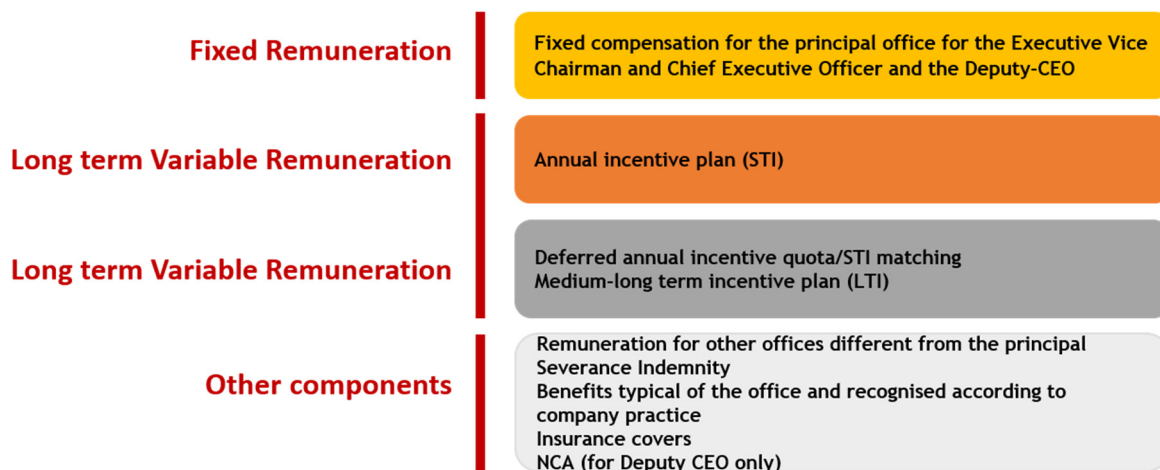 Fixed Remuneration
Fixed compensation for the principal office for the Executive Vice
Chairman and Chief Executive Officer and the Deputy-CEO
Long term Variable Remuneration
Annual incentive plan (STI)
Long term Variable Remuneration
Deferred annual incentive quota/STI matching
Medium-long term incentive plan (LTI)
Other components
Remuneration for other offices different from the principal
Severance Indemnity
Benefits typical of the office and recognised according to
company practice
Insurance covers
NCA (for Deputy CEO only)